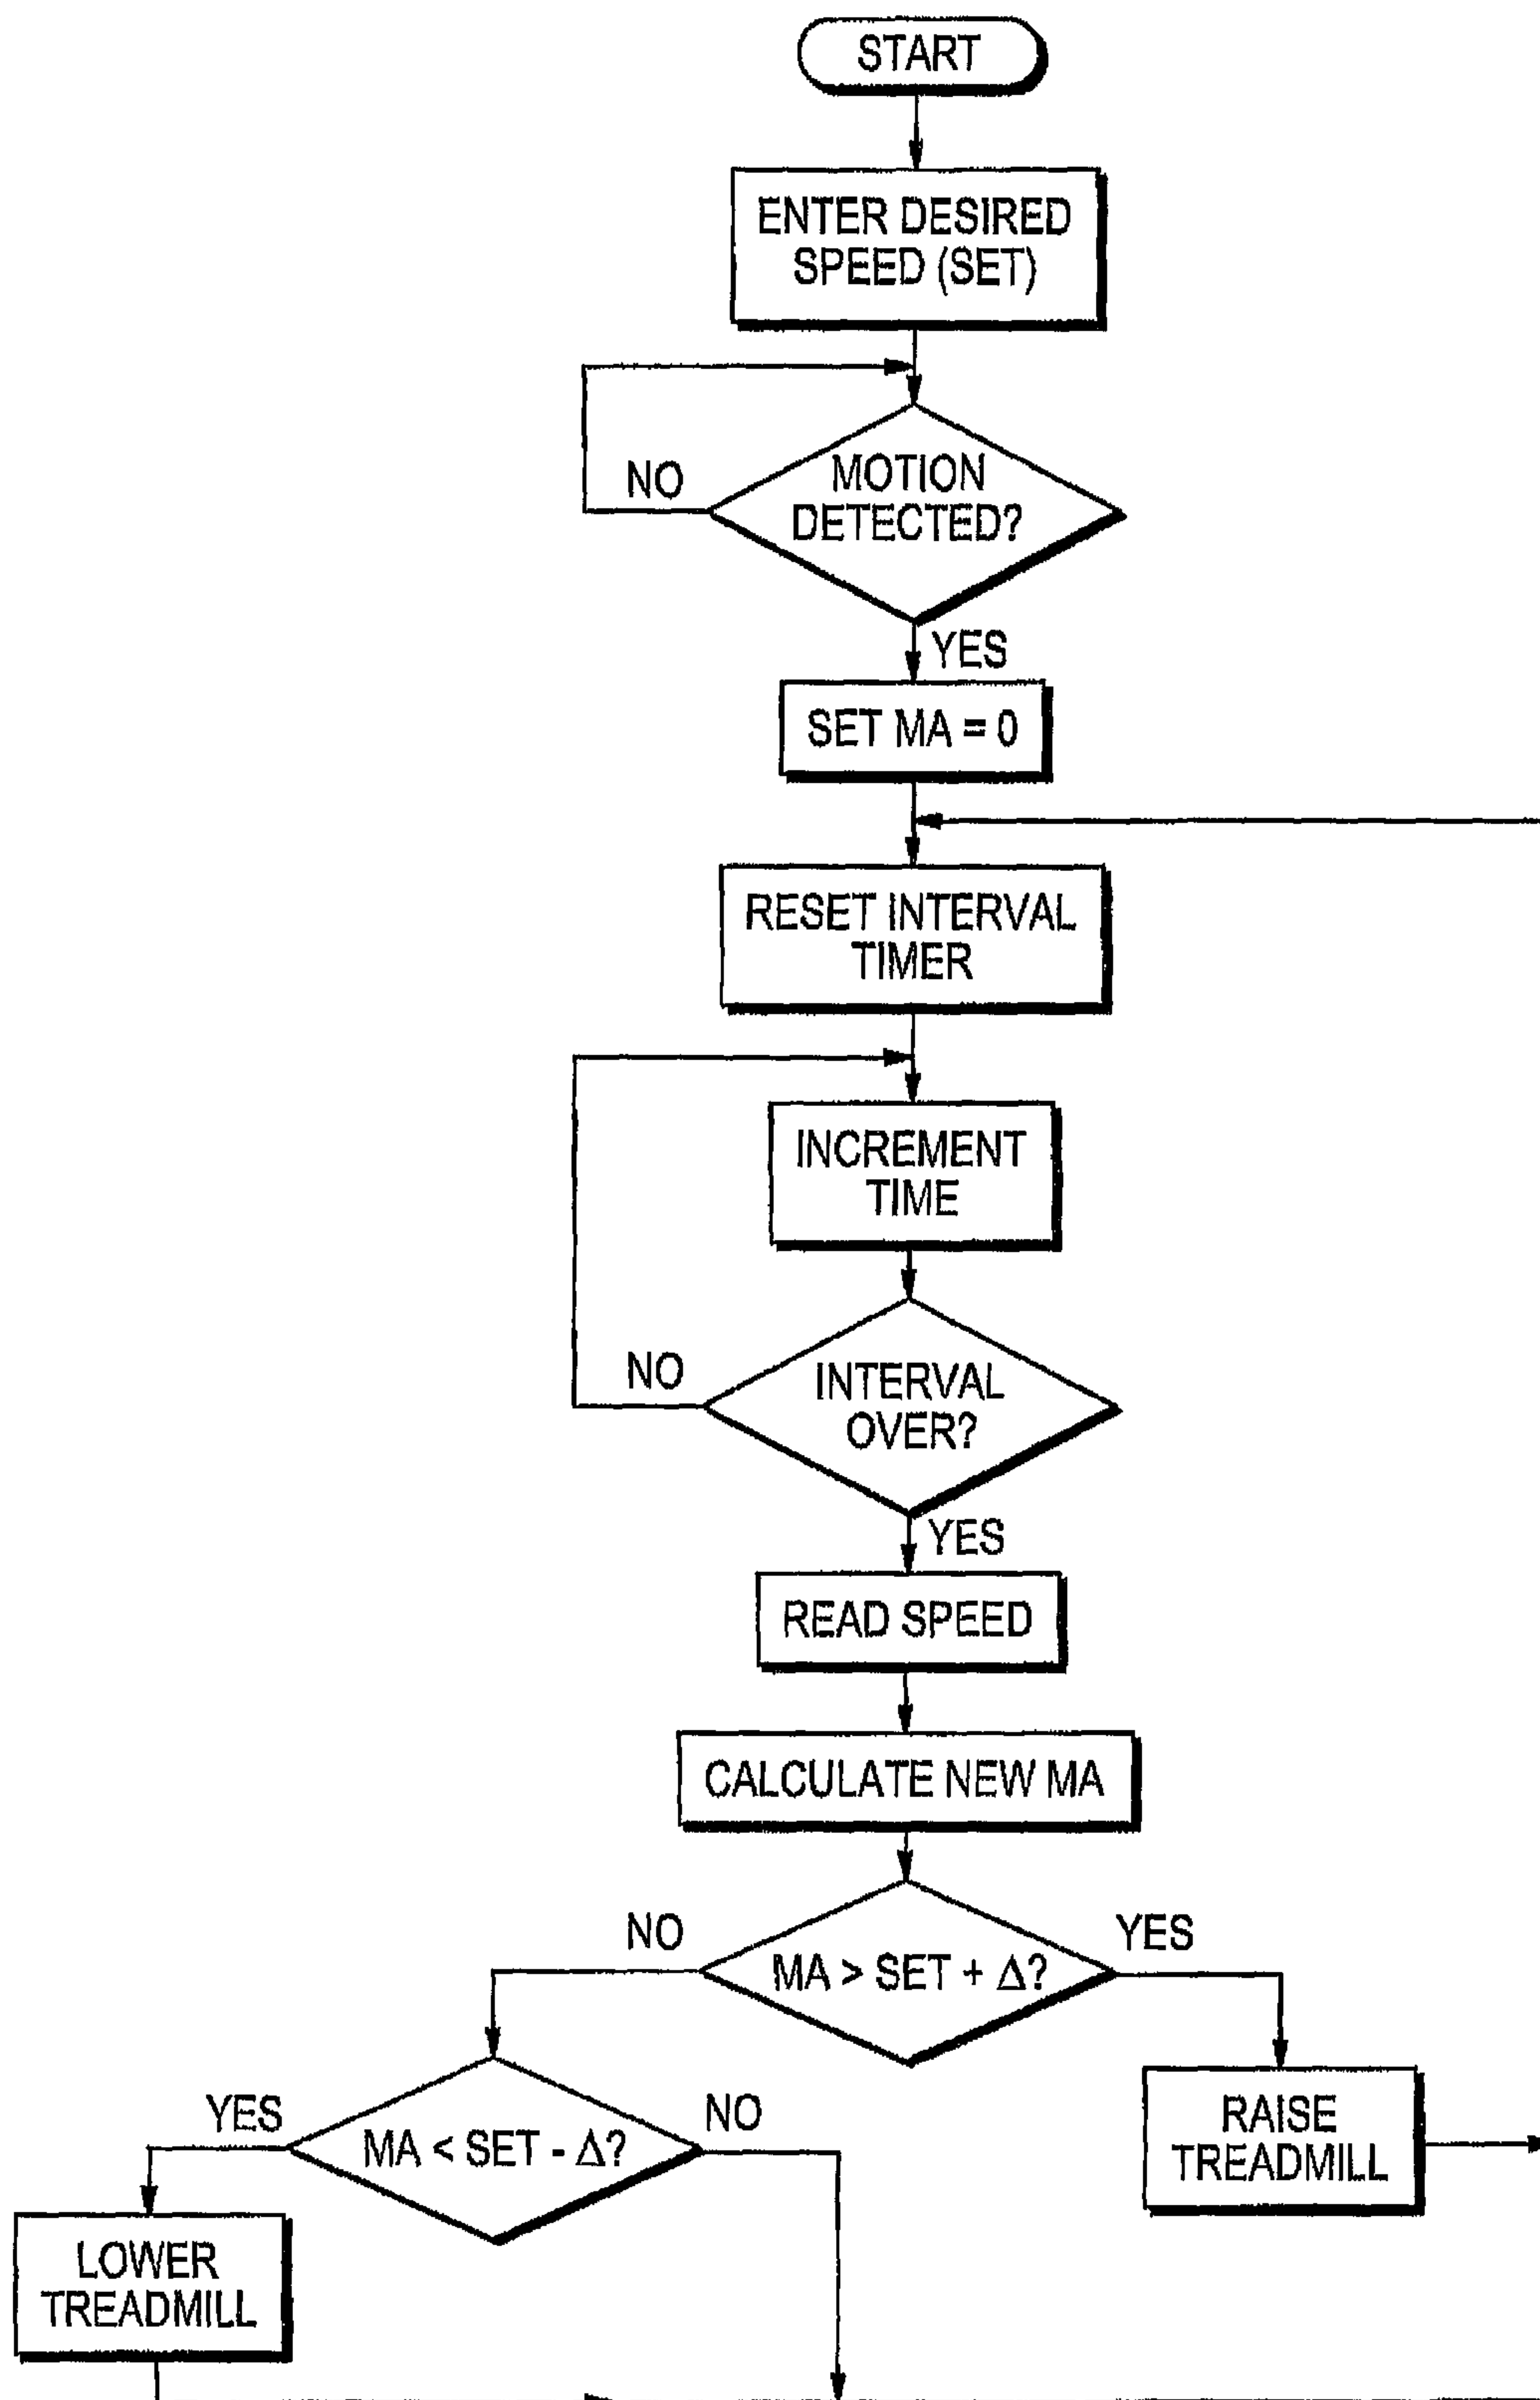 START
ENTER DESIRED
SPEED (SET)
NO
MOTION
DETECTED?
YES
SET MA = 0
RESET INTERVAL
TIMER
INCREMENT
TIME
NO
INTERVAL
OVER?
YES
READ SPEED
CALCULATE NEW MA
NO
YES
MA > SET + Δ?
YES
NO
MA < SET - Δ?
RAISE
TREADMILL
LOWER
TREADMILL